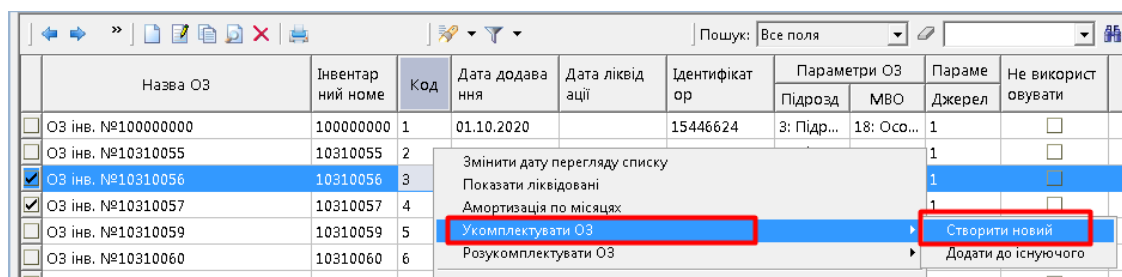 » Пошук: Все поля
Назва ОЗ Інвентар ний номе Код Дата додава ння Дата ліквід ації Ідентифікат ор Параметри ОЗ Підрозд МВО Параме Джерел Не використ овувати
ОЗ інв. №100000000 100000000 1 01.10.2020 15446624 3: Підр... 18: Осо... 1
ОЗ інв. №10310055 10310055 2 1
ОЗ інв. №10310056 10310056 3 1
ОЗ інв. №10310057 10310057 4 1
ОЗ інв. №10310059 10310059 5
ОЗ інв. №10310060 10310060 6
Змінити дату перегляду списку
Показати ліквідовані
Амортизація по місяцях
Укомплектувати ОЗ
Розукомплектувати ОЗ
Створити новий
Додати до існуючого